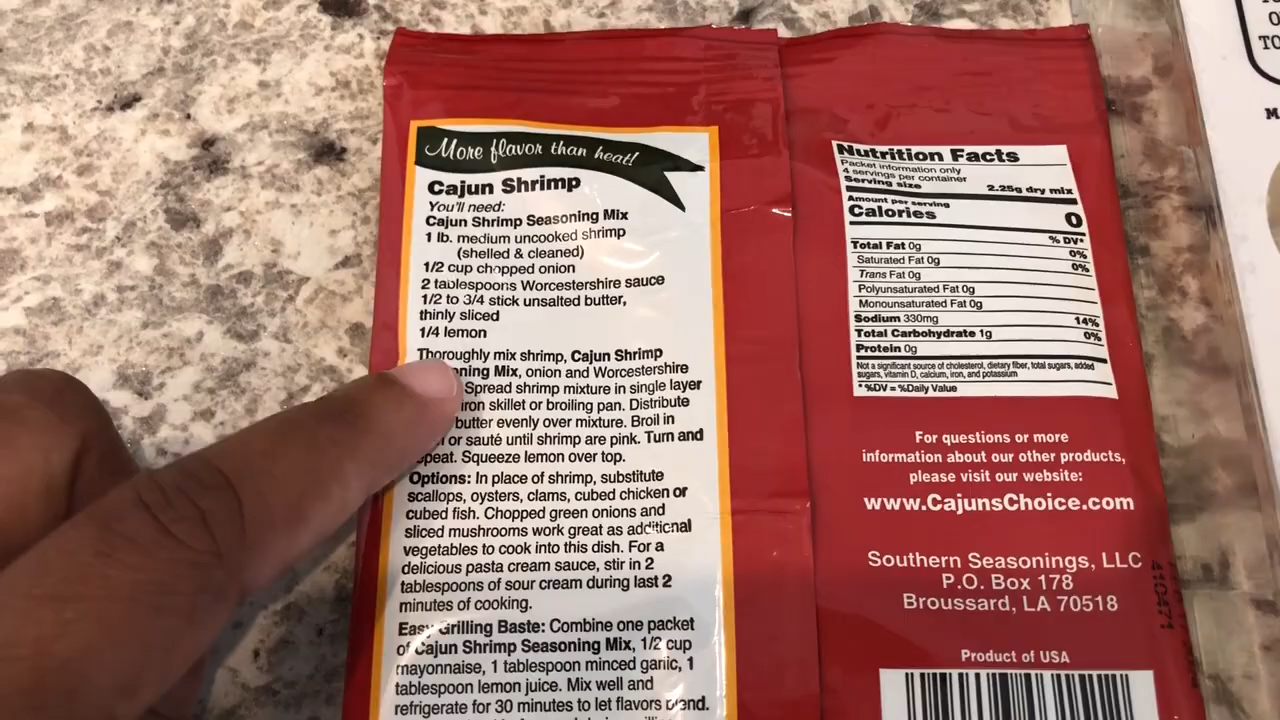 More flavor than heat!
Cajun Shrimp
You'll need:
Cajun Shrimp Seasoning Mix
1 lb. medium uncooked shrimp
(shelled & cleaned)
1/2 cup chopped onion
2 tablespoons Worcestershire sauce
1/2 to 3/4 stick unsalted butter,
thinly sliced
1/4 lemon
Thoroughly mix shrimp, Cajun Shrimp
Mix, onion and Worcestershire
Spread shrimp mixture in single layer
iron skillet or broiling pan. Distribute
butter evenly over mixture. Broil in
or sauté until shrimp are pink. Turn and
Squeeze lemon over top.
Options: In place of shrimp, substitute
scallops, oysters, clams, cubed chicken or
cubed fish. Chopped green onions and
sliced mushrooms work great as additional
vegetables to cook into this dish. For a
delicious pasta cream sauce, stir in 2
tablespoons of sour cream during last 2
minutes of cooking.
Easy Grilling Baste: Combine one packet
of Cajun Shrimp Seasoning Mix, 1/2 cup
mayonnaise, 1 tablespoon minced garlic, 1
tablespoon lemon juice. Mix well and
refrigerate for 30 minutes to let flavors blend.
Nutrition Facts
Packet information only
4 servings per container
Serving size 2.25g dry mix
Amount per serving
Calories 0
% DV*
Total Fat 0g 0%
Saturated Fat 0g 0%
Trans Fat 0g
Polyunsaturated Fat 0g
Monounsaturated Fat 0g
Sodium 330mg 14%
Total Carbohydrate 1g 0%
Protein 0g
Not a significant source of cholesterol, dietary fiber, total sugars, added
sugars, vitamin D, calcium, iron, and potassium
* %DV = %Daily Value
For questions or more
information about our other products,
please visit our website:
www.CajunsChoice.com
Southern Seasonings, LLC
P.O. Box 178
Broussard, LA 70518
Product of USA